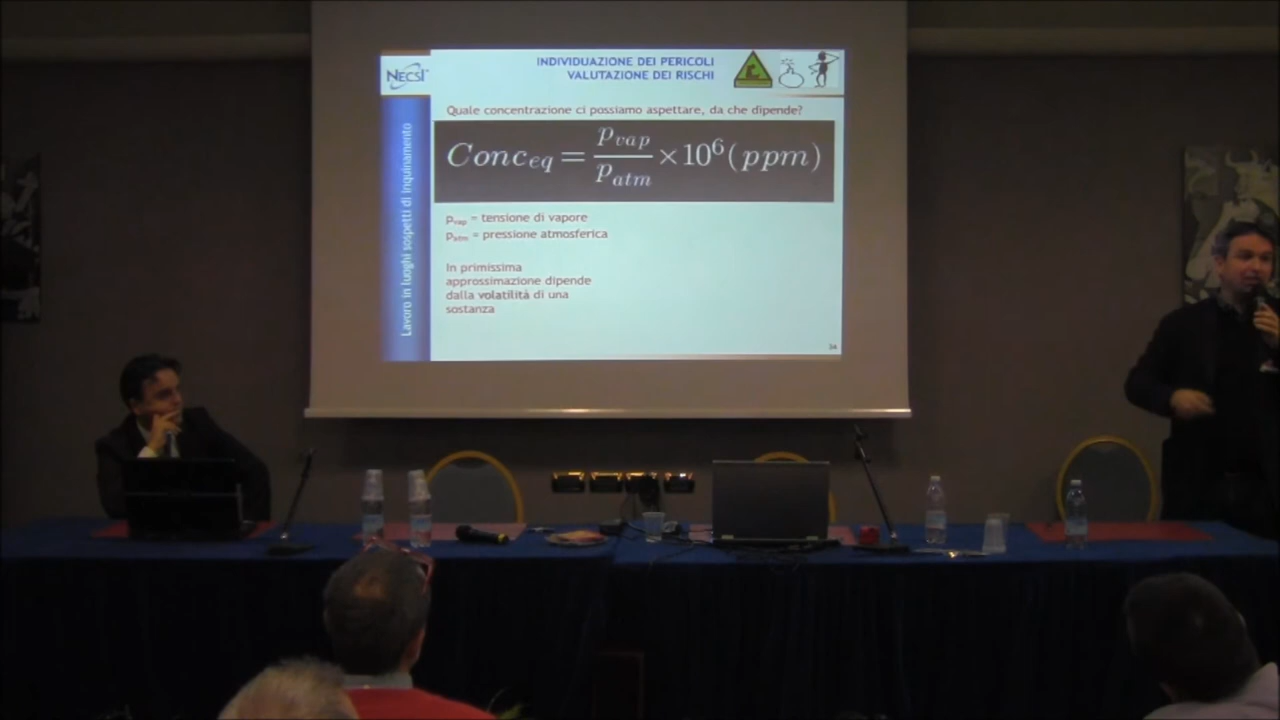 NECSI
INDIVIDUAZIONE DEI PERICOLI
VALUTAZIONE DEI RISCHI
Lavoro in luoghi sospetti di inquinamento
Quale concentrazione ci possiamo aspettare, da che dipende?
Conc_eq = p_vap / p_atm × 10^6 (ppm)
p_vap = tensione di vapore
p_atm = pressione atmosferica
In primissima
approssimazione dipende
dalla volatilità di una
sostanza
34